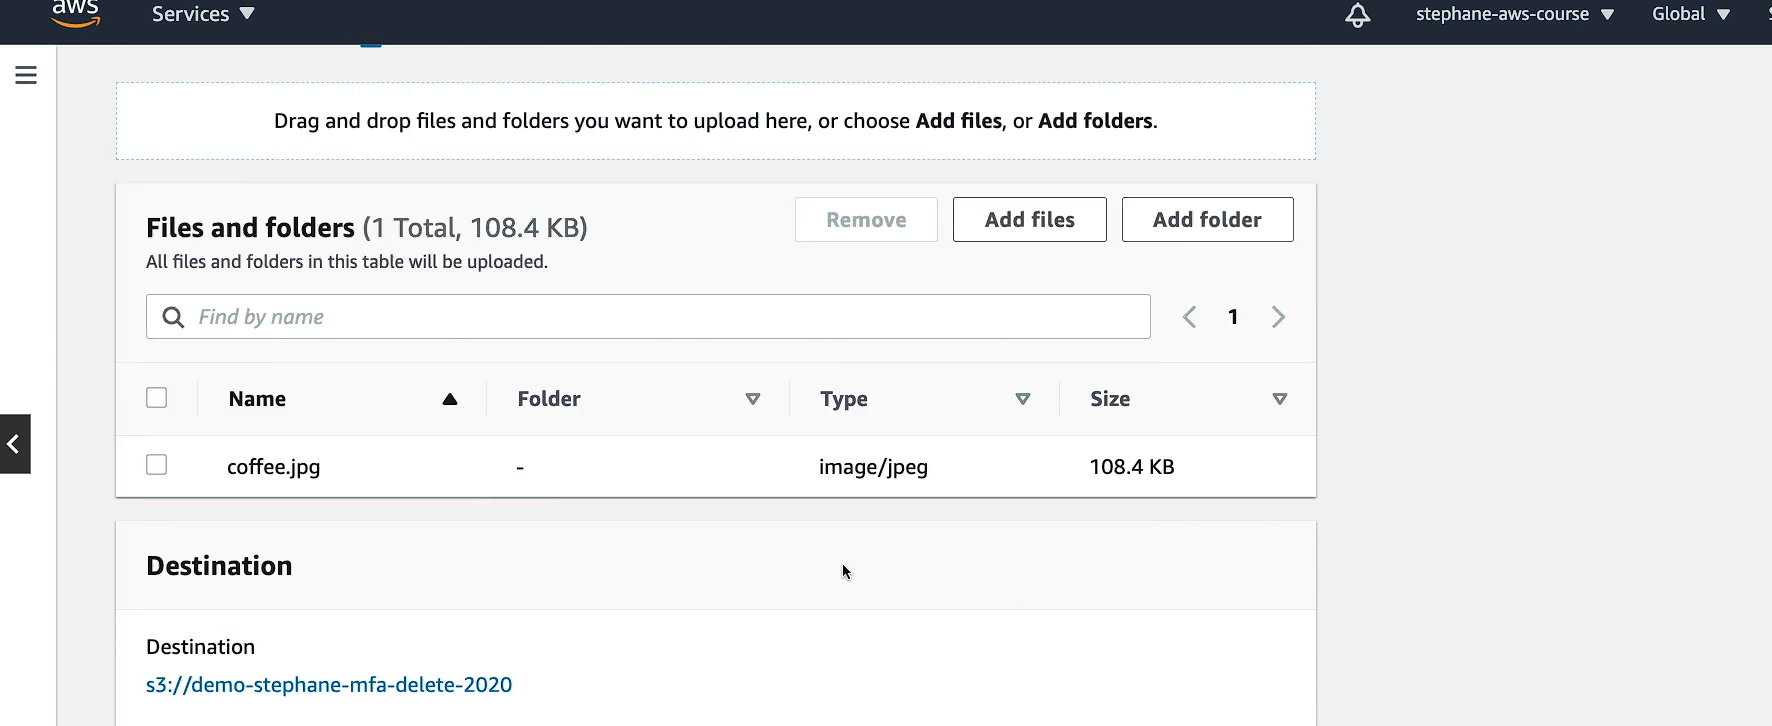 aws Services stephane-aws-course Global
Drag and drop files and folders you want to upload here, or choose Add files, or Add folders.
Files and folders (1 Total, 108.4 KB) Remove Add files Add folder
All files and folders in this table will be uploaded.
Find by name 1
Name Folder Type Size
coffee.jpg - image/jpeg 108.4 KB
Destination
Destination
s3://demo-stephane-mfa-delete-2020